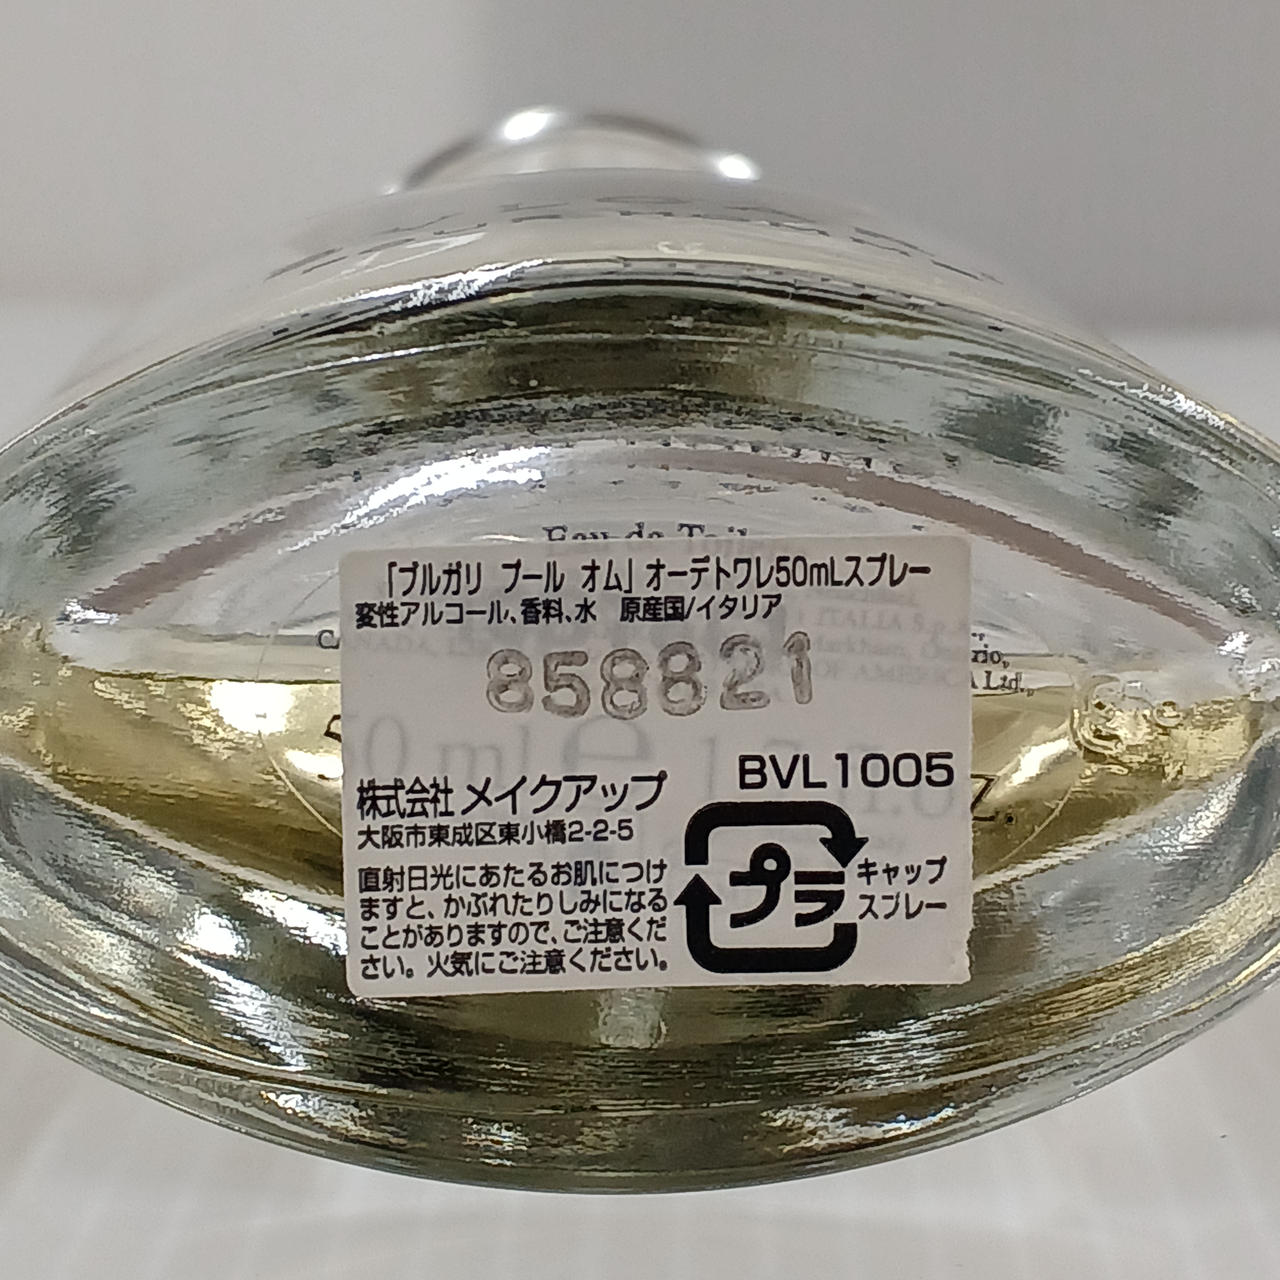 Eau de Toil
「ブルガリ プール オム」オーデトワレ50mLスプレー
変性アルコール、香料、水 原産国/イタリア
858821
50 ml e
BVL1005
株式会社 メイクアップ
大阪市東成区東小橋2-2-5
直射日光にあたるお肌につけ
ますと、かぶれたりしみになる
ことがありますので、ご注意くだ
さい。火気にご注意ください。
プラ
キャップ
スプレー